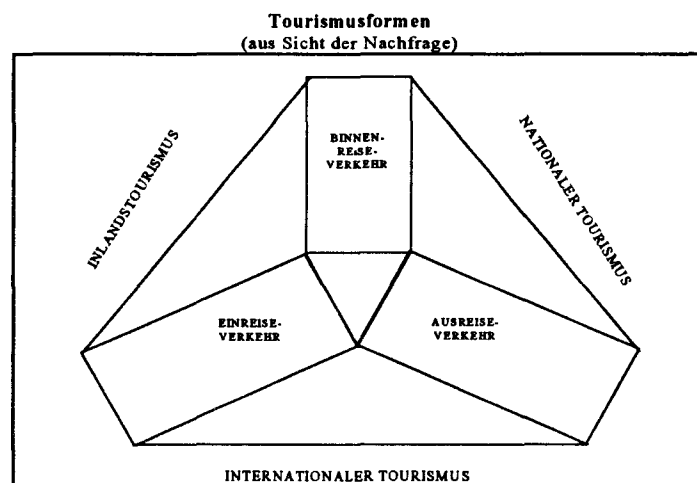 Tourismusformen
(aus Sicht der Nachfrage)
INLANDSTOURISMUS
BINNEN-
REISE-
VERKEHR
NATIONALER TOURISMUS
EINREISE-
VERKEHR
AUSREISE-
VERKEHR
INTERNATIONALER TOURISMUS